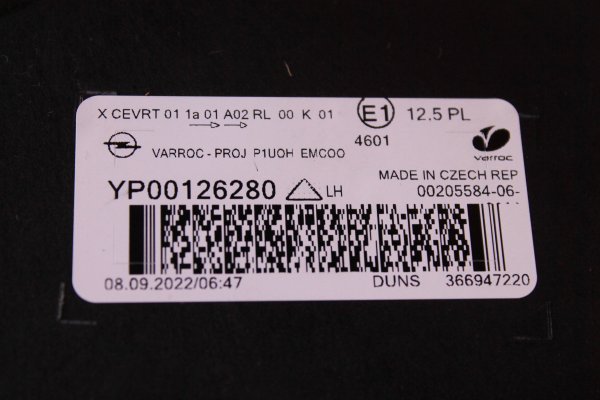 X CEVRT 01 1a 01 A02 RL 00 K 01 E1 12.5 PL
4601
VARROC - PROJ P1UOH EMCOO varroc
MADE IN CZECH REP
YP00126280 LH 00205584-06-
08.09.2022/06:47 DUNS 366947220